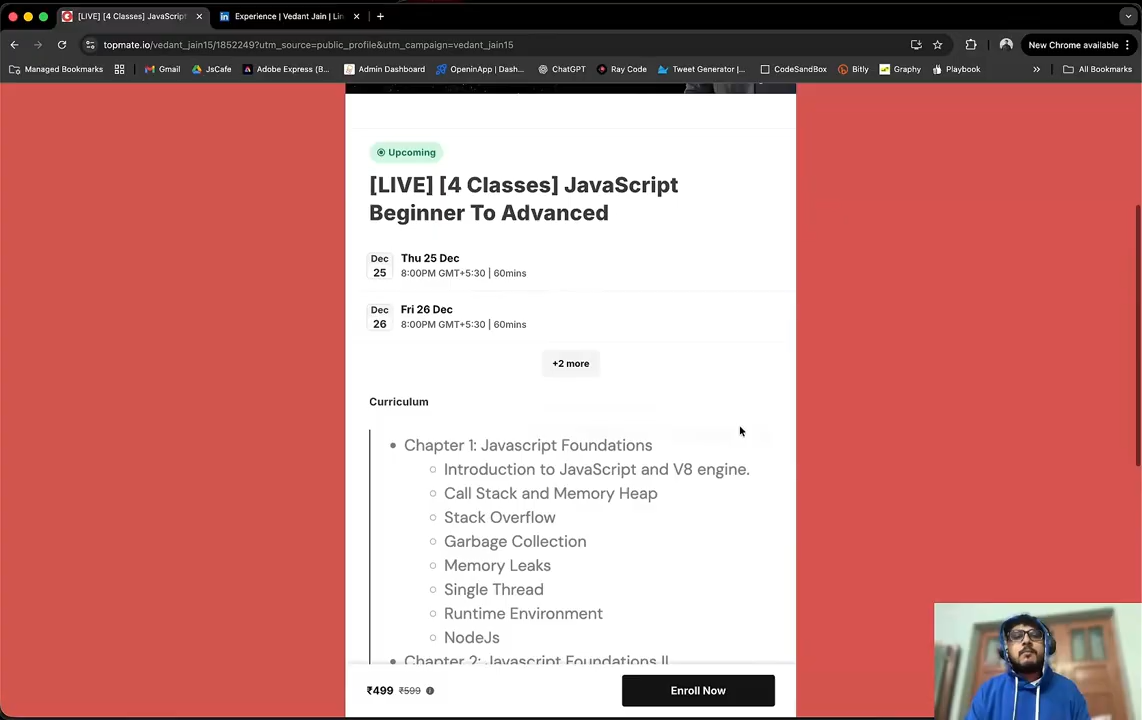 [LIVE] [4 Classes] JavaScript
Experience | Vedant Jain | Lin
topmate.io/vedant_jain15/1852249?utm_source=public_profile&utm_campaign=vedant_jain15
New Chrome available
Managed Bookmarks
Gmail
JsCafe
Adobe Express (B...
Admin Dashboard
OpeninApp | Dash...
ChatGPT
Ray Code
Tweet Generator |...
CodeSandBox
Bitly
Graphy
Playbook
All Bookmarks
Upcoming
[LIVE] [4 Classes] JavaScript
Beginner To Advanced
Dec
25
Thu 25 Dec
8:00PM GMT+5:30 | 60mins
Dec
26
Fri 26 Dec
8:00PM GMT+5:30 | 60mins
+2 more
Curriculum
Chapter 1: Javascript Foundations
Introduction to JavaScript and V8 engine.
Call Stack and Memory Heap
Stack Overflow
Garbage Collection
Memory Leaks
Single Thread
Runtime Environment
NodeJs
Chapter 2: Javascript Foundations II
₹499 ₹599
Enroll Now